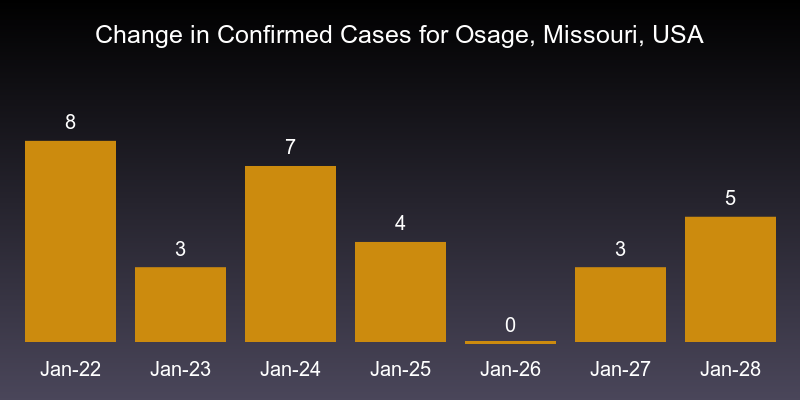 Change in Confirmed Cases for Osage, Missouri, USA
8
3
7
4
0
3
5
Jan-22
Jan-23
Jan-24
Jan-25
Jan-26
Jan-27
Jan-28